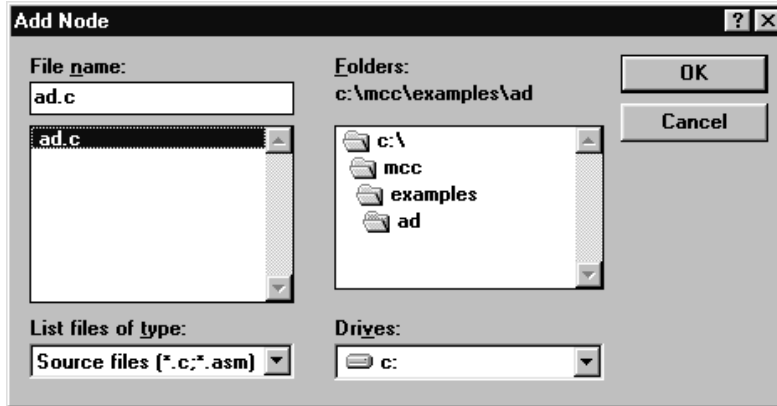 Add Node
File name:
ad.c
ad.c
List files of type:
Source files (*.c;*.asm)
Folders:
c:\mcc\examples\ad
c:\
mcc
examples
ad
Drives:
c:
OK
Cancel